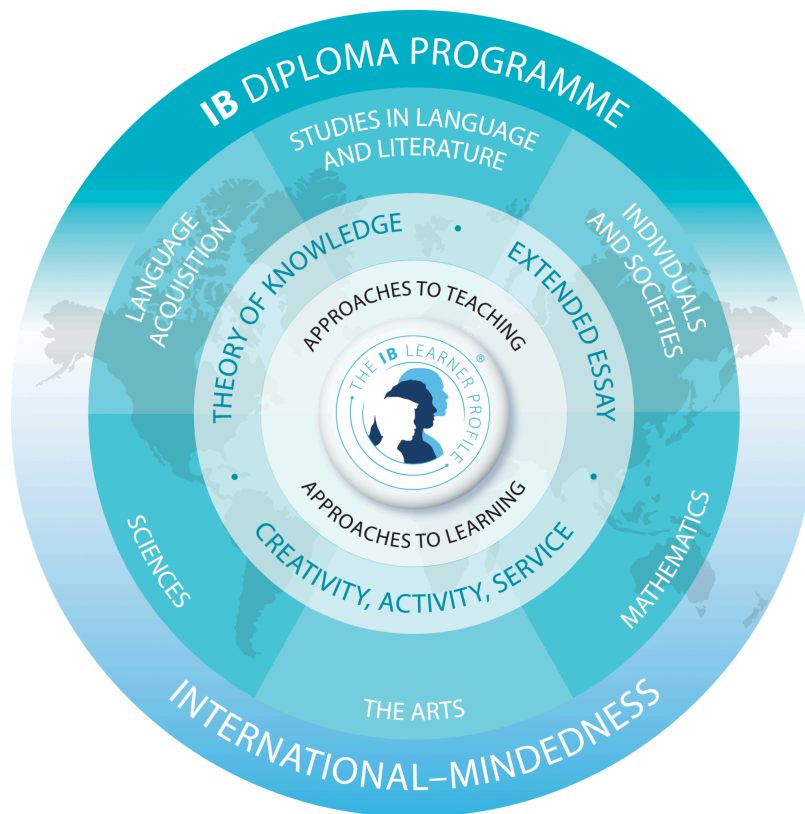 IB DIPLOMA PROGRAMME
STUDIES IN LANGUAGE
AND LITERATURE
LANGUAGE
ACQUISITION
INDIVIDUALS
AND SOCIETIES
THEORY OF KNOWLEDGE
EXTENDED ESSAY
APPROACHES TO TEACHING
THE IB LEARNER PROFILE ®
APPROACHES TO LEARNING
CREATIVITY, ACTIVITY, SERVICE
SCIENCES
MATHEMATICS
THE ARTS
INTERNATIONAL–MINDEDNESS